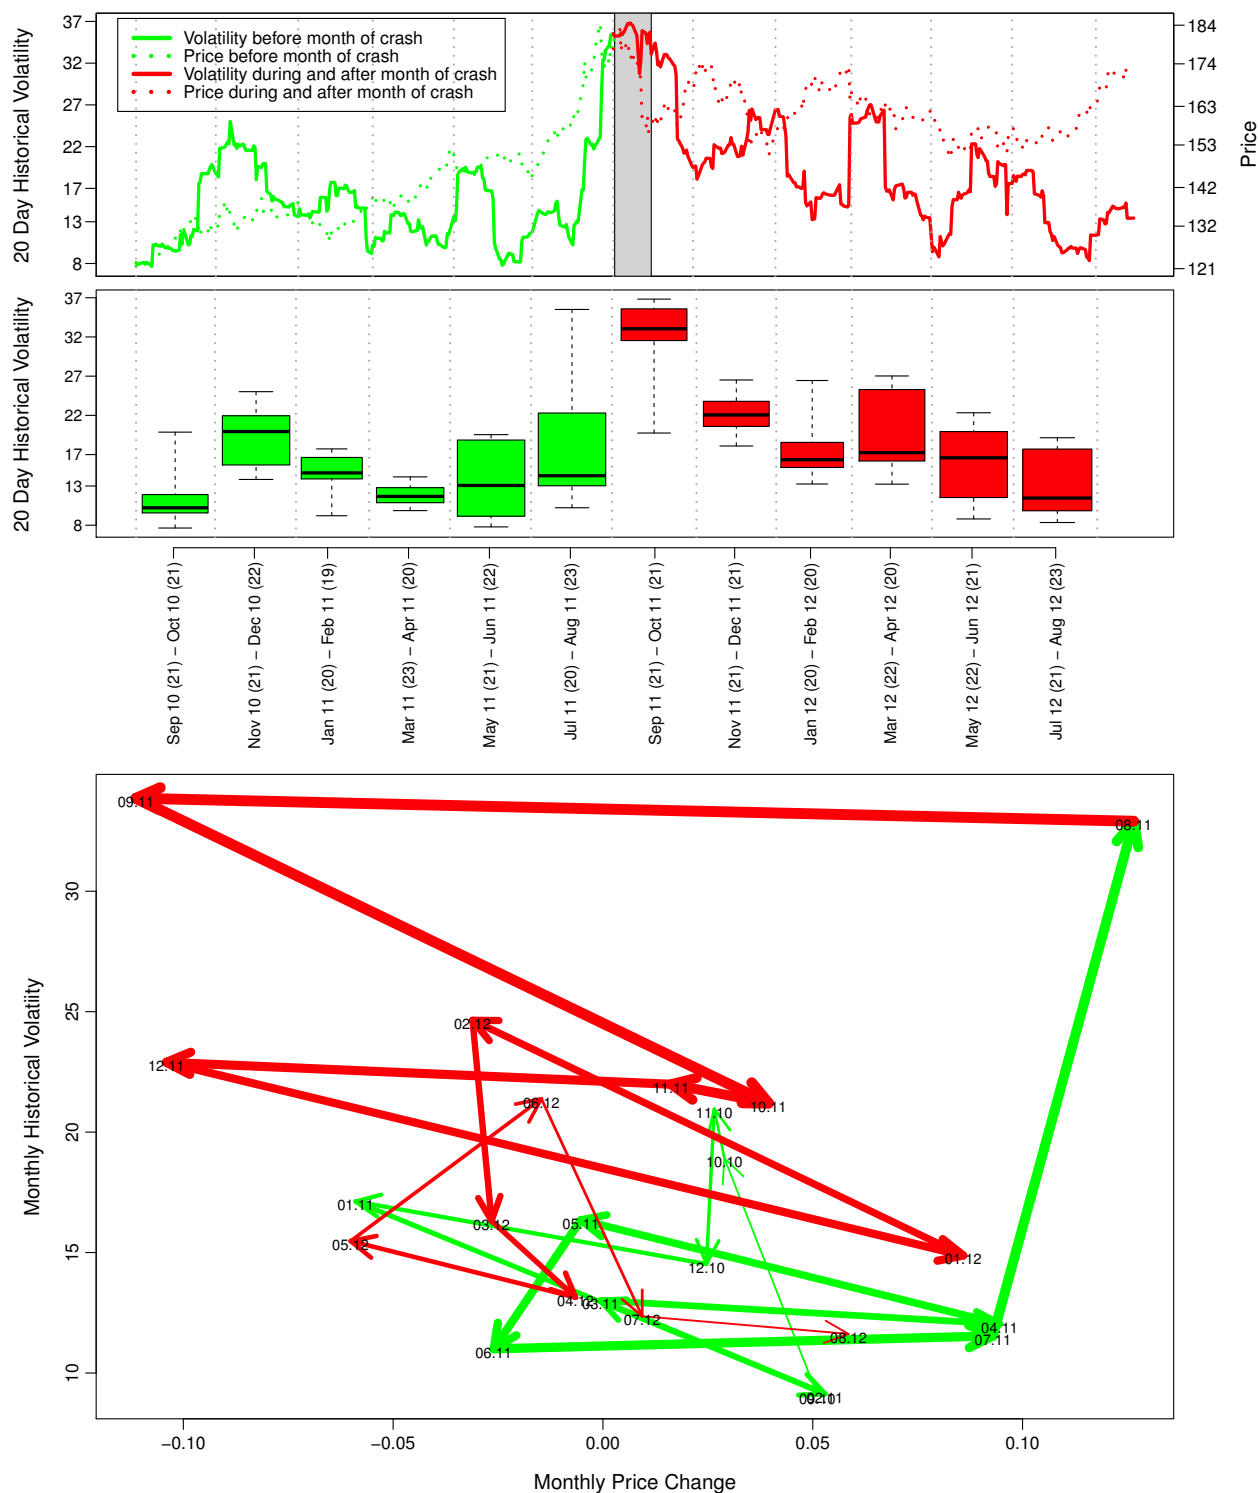 20 Day Historical Volatility
37
32
27
22
17
13
8
Volatility before month of crash
Price before month of crash
Volatility during and after month of crash
Price during and after month of crash
184
174
163
153
142
132
121
Price
20 Day Historical Volatility
37
32
27
22
17
13
8
Sep 10 (21) − Oct 10 (21)
Nov 10 (21) − Dec 10 (22)
Jan 11 (20) − Feb 11 (19)
Mar 11 (23) − Apr 11 (20)
May 11 (21) − Jun 11 (22)
Jul 11 (20) − Aug 11 (23)
Sep 11 (21) − Oct 11 (21)
Nov 11 (21) − Dec 11 (21)
Jan 12 (20) − Feb 12 (20)
Mar 12 (22) − Apr 12 (20)
May 12 (22) − Jun 12 (21)
Jul 12 (21) − Aug 12 (23)
Monthly Historical Volatility
30
25
20
15
10
09.11
08.11
02.12
12.11
11.11
10.11
06.12
11.10
10.10
01.11
03.12
05.11
05.12
01.12
12.10
04.12
03.11
07.12
04.11
08.12
07.11
06.11
09.10
02.11
−0.10
−0.05
0.00
0.05
0.10
Monthly Price Change